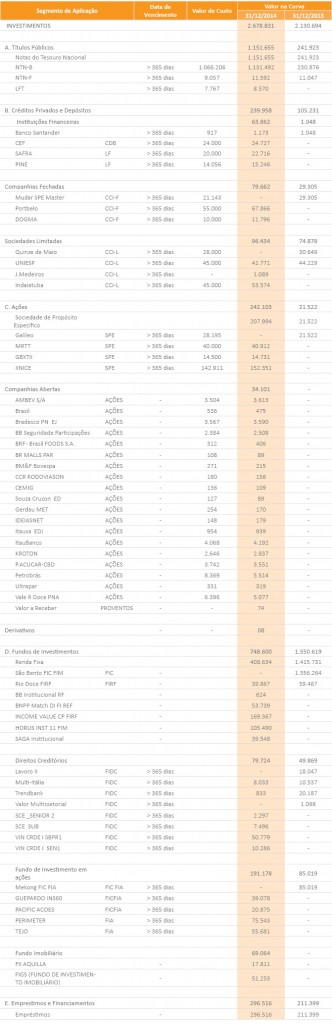 Segmento de Aplicação Data de Vencimento Valor de Custo Valor na Curva
31/12/2014 31/12/2013
INVESTIMENTOS 2.678.831 2.130.694
A. Títulos Públicos 1.151.655 241.923
Notas do Tesouro Nacional 1.151.655 241.923
NTN-B > 365 dias 1.066.206 1.131.492 230.876
NTN-F > 365 dias 9.057 11.592 11.047
LFT > 365 dias 7.767 8.570 -
B. Créditos Privados e Depósitos 239.958 105.231
Instituições Financeiras 63.862 1.048
Banco Santander > 365 dias 917 1.173 1.048
CEF CDB > 365 dias 24.000 24.727 -
SAFRA LF > 365 dias 20.000 22.716 -
PINE LF > 365 dias 14.056 15.246 -
Companhias Fechadas 79.662 29.305
Mudar SPE Master CCI-F > 365 dias 21.143 - 29.305
Portbelo CCI-F > 365 dias 55.000 67.866 -
DOGMA CCI-F > 365 dias 10.000 11.796 -
Sociedades Limitadas 96.434 74.878
Quinze de Maio CCI-L > 365 dias 28.000 - 30.649
UNIESP CCI-L > 365 dias 45.000 41.771 44.229
J.Medeiros CCI-L > 365 dias - 1.089 -
Indaiatuba CCI-L > 365 dias 45.000 53.574 -
C. Ações 242.103 21.522
Sociedade de Propósito Específico 207.994 21.522
Galileo SPE > 365 dias 28.195 - 21.522
MRTT SPE > 365 dias 40.000 40.912 -
GBXTII SPE > 365 dias 14.500 14.731 -
XNICE SPE > 365 dias 142.911 152.351 -
Companhias Abertas 34.101 -
AMBEV S/A AÇÕES - 3.504 3.613 -
Brasil AÇÕES - 536 475 -
Bradesco PN EJ AÇÕES - 3.567 3.590 -
BB Seguridade Participações AÇÕES - 2.384 2.508 -
BRF- Brasil FOODS S.A. AÇÕES - 312 406 -
BR MALLS PAR AÇÕES - 108 89 -
BM&F Bovespa AÇÕES - 271 215 -
CCR RODOVIASON AÇÕES - 180 156 -
CEMIG AÇÕES - 136 109 -
Souza Cruzon ED AÇÕES - 127 99 -
Gerdau MET AÇÕES - 254 170 -
IDEIASNET AÇÕES - 148 179 -
Itausa EDJ AÇÕES - 954 939 -
ItauBanco AÇÕES - 4.068 4.192 -
KROTON AÇÕES - 2.646 2.837 -
P.ACUCAR-CBD AÇÕES - 3.742 3.551 -
Petrobrás AÇÕES - 8.369 5.514 -
Ultrapar AÇÕES - 331 319 -
Vale R Doce PNA AÇÕES - 6.396 5.077 -
Valor a Receber PROVENTOS - - 74 -
Derivativos - - 08 -
D. Fundos de Investimentos 748.600 1.550.619
Renda Fixa 408.634 1.415.731
São Bento FIC FIM FIC - - 1.356.264
Rio Doce FIRF FIRF - 39.867 59.467
BB Institucional RF - 624 -
BNPP Match DI FI REF - 53.739 -
INCOME VALUE CP FIRF - 169.367 -
HORUS INST 11 FIM - 105.490 -
SAGA Institucional - 39.548 -
Direitos Creditórios 79.724 49.869
Lavoro II FIDC > 365 dias - 18.047
Multi-Itália FIDC > 365 dias 8.033 10.537
Trendbank FIDC > 365 dias 833 20.187
Valor Multissetorial FIDC > 365 dias - 1.098
SCE _SENIOR 2 FIDC > 365 dias 2.297 -
SCE SUB FIDC > 365 dias 7.496 -
VIN CRDE I SBPR1 FIDC > 365 dias 50.779 -
VIN CRDE I SEN1 FIDC > 365 dias 10.286 -
Fundo de Investimento em ações 191.178 85.019
Mekong FIC FIA FIC FIA > 365 dias - 85.019
GUEPARDO INS60 FICFIA > 365 dias 39.078 -
PACIFIC ACOES FICFIA > 365 dias 20.875 -
PERIMETER FIA > 365 dias 75.543 -
TEJO FIA > 365 dias 55.681 -
Fundo Imobiliário 69.064 -
FII AQUILLA - 17.811 -
FIGS (FUNDO DE INVESTIMEN-
TO IMOBILIÁRIO) - 51.253 -
E. Emprestimos e Financiamentos 296.516 211.399
Empréstimos - 296.516 211.399